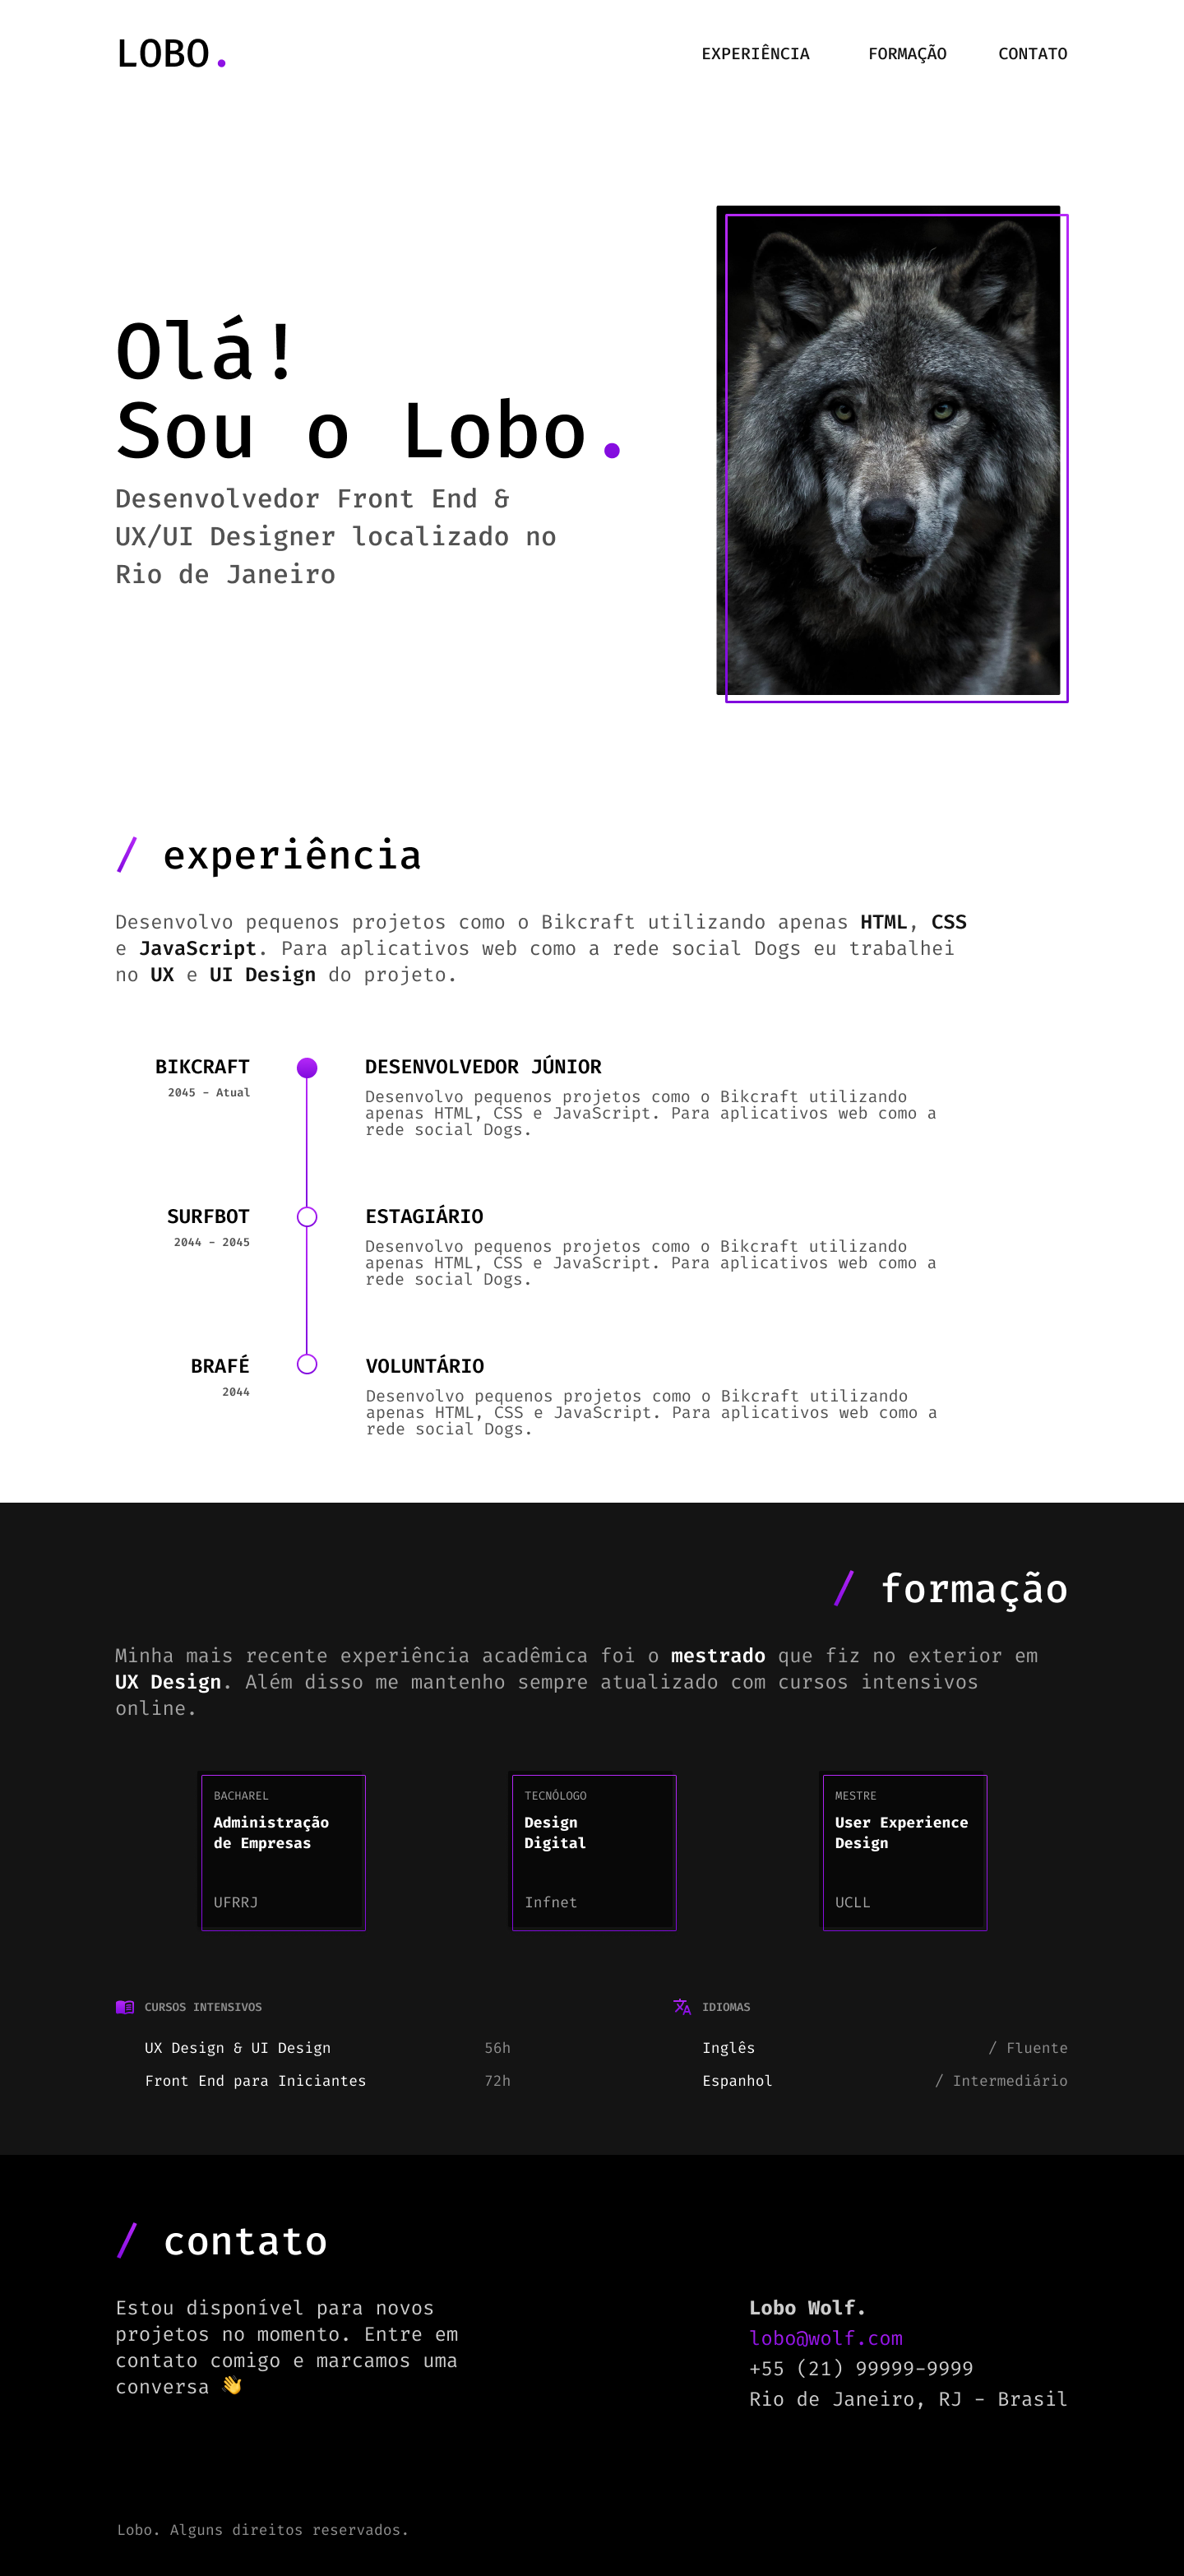 LOBO.
EXPERIÊNCIA FORMAÇÃO CONTATO
Olá!
Sou o Lobo.
Desenvolvedor Front End &
UX/UI Designer localizado no
Rio de Janeiro
/ experiência
Desenvolvo pequenos projetos como o Bikcraft utilizando apenas HTML, CSS
e JavaScript. Para aplicativos web como a rede social Dogs eu trabalhei
no UX e UI Design do projeto.
BIKCRAFT
2045 - Atual
DESENVOLVEDOR JÚNIOR
Desenvolvo pequenos projetos como o Bikcraft utilizando
apenas HTML, CSS e JavaScript. Para aplicativos web como a
rede social Dogs.
SURFBOT
2044 - 2045
ESTAGIÁRIO
Desenvolvo pequenos projetos como o Bikcraft utilizando
apenas HTML, CSS e JavaScript. Para aplicativos web como a
rede social Dogs.
BRAFÉ
2044
VOLUNTÁRIO
Desenvolvo pequenos projetos como o Bikcraft utilizando
apenas HTML, CSS e JavaScript. Para aplicativos web como a
rede social Dogs.
/ formação
Minha mais recente experiência acadêmica foi o mestrado que fiz no exterior em
UX Design. Além disso me mantenho sempre atualizado com cursos intensivos
online.
BACHAREL
Administração
de Empresas
UFRRJ
TECNÓLOGO
Design
Digital
Infnet
MESTRE
User Experience
Design
UCLL
CURSOS INTENSIVOS
UX Design & UI Design 56h
Front End para Iniciantes 72h
IDIOMAS
Inglês / Fluente
Espanhol / Intermediário
/ contato
Estou disponível para novos
projetos no momento. Entre em
contato comigo e marcamos uma
conversa 👋
Lobo Wolf.
lobo@wolf.com
+55 (21) 99999-9999
Rio de Janeiro, RJ - Brasil
Lobo. Alguns direitos reservados.